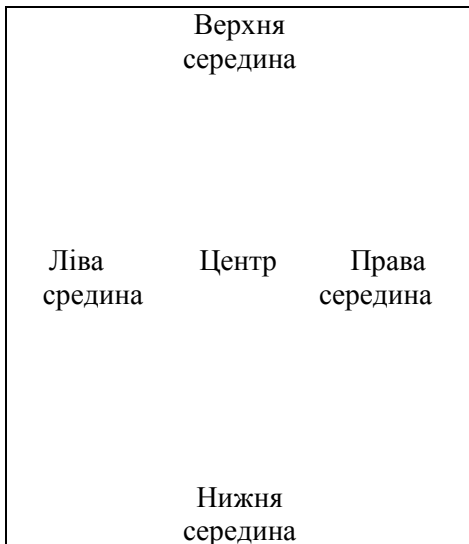 Верхня
середина
Ліва Центр Права
средина середина
Нижня
середина